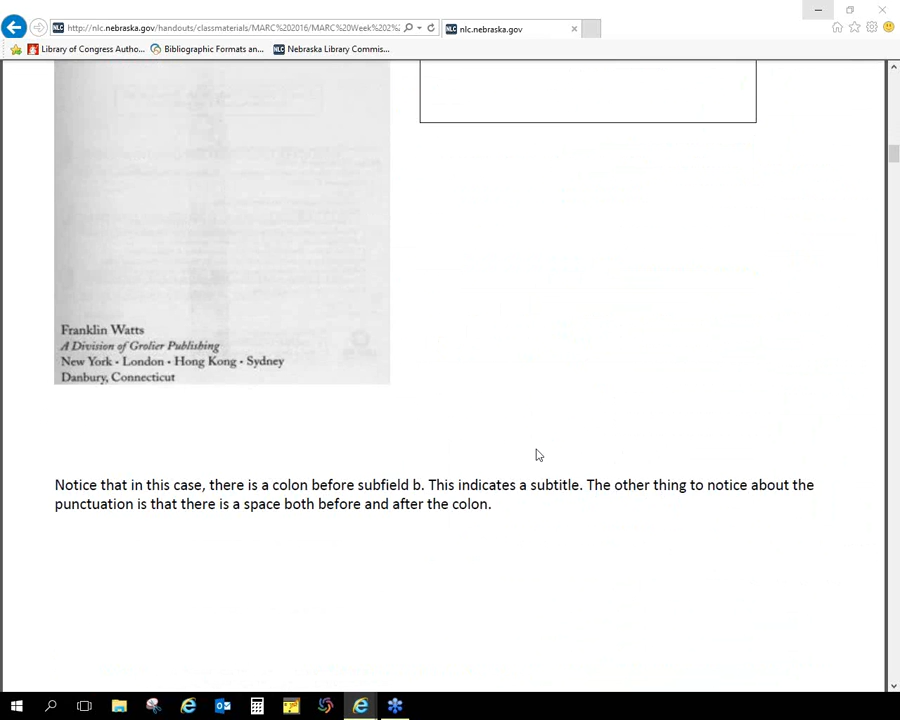 http://nlc.nebraska.gov/handouts/classmaterials/MARC%202016/MARC%20Week%202%
nlc.nebraska.gov
Library of Congress Autho...
Bibliographic Formats an...
NLC Nebraska Library Commis...
Franklin Watts
A Division of Grolier Publishing
New York • London • Hong Kong • Sydney
Danbury, Connecticut
Notice that in this case, there is a colon before subfield b. This indicates a subtitle. The other thing to notice about the
punctuation is that there is a space both before and after the colon.